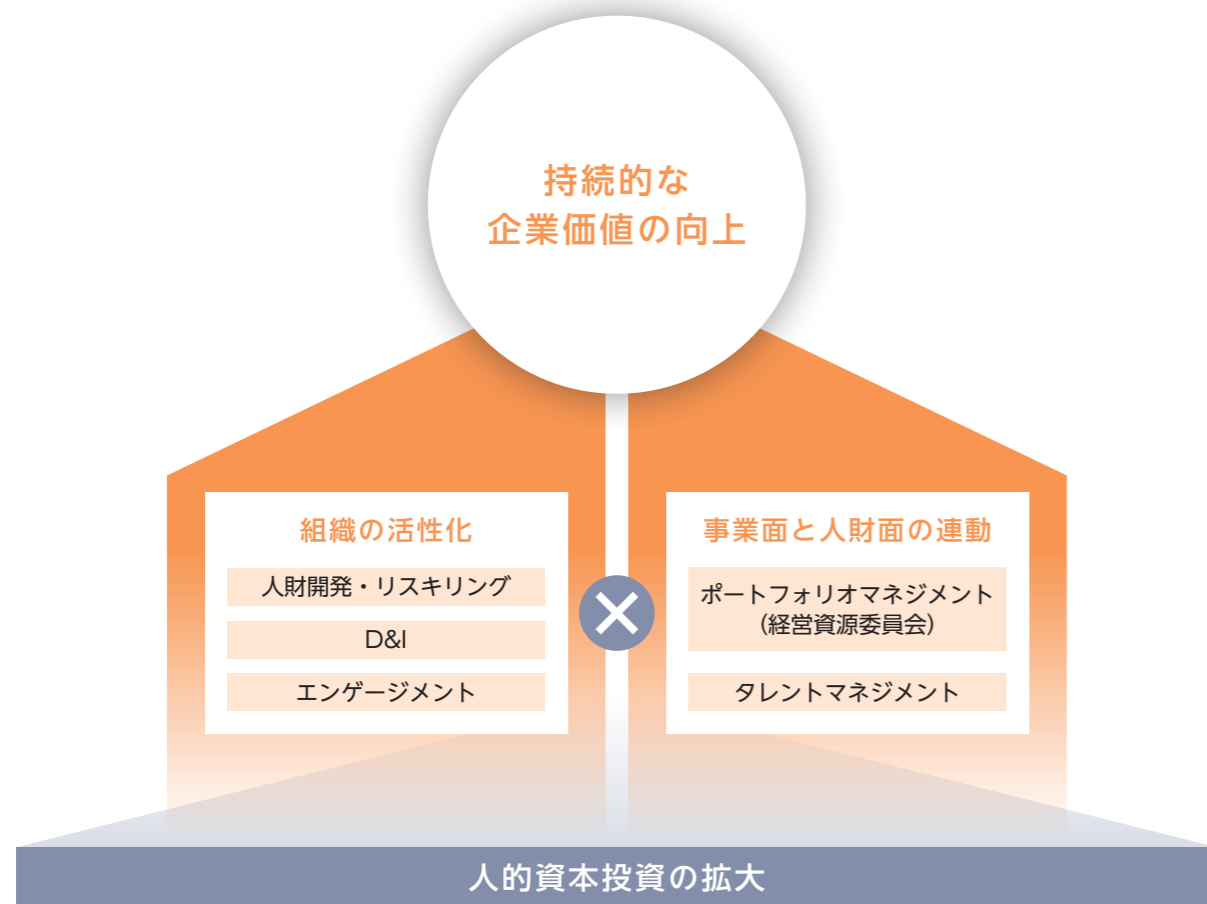 持続的な
企業価値の向上
組織の活性化
人財開発・リスキリング
D&I
エンゲージメント
事業面と人財面の連動
ポートフォリオマネジメント
（経営資源委員会）
タレントマネジメント
人的資本投資の拡大